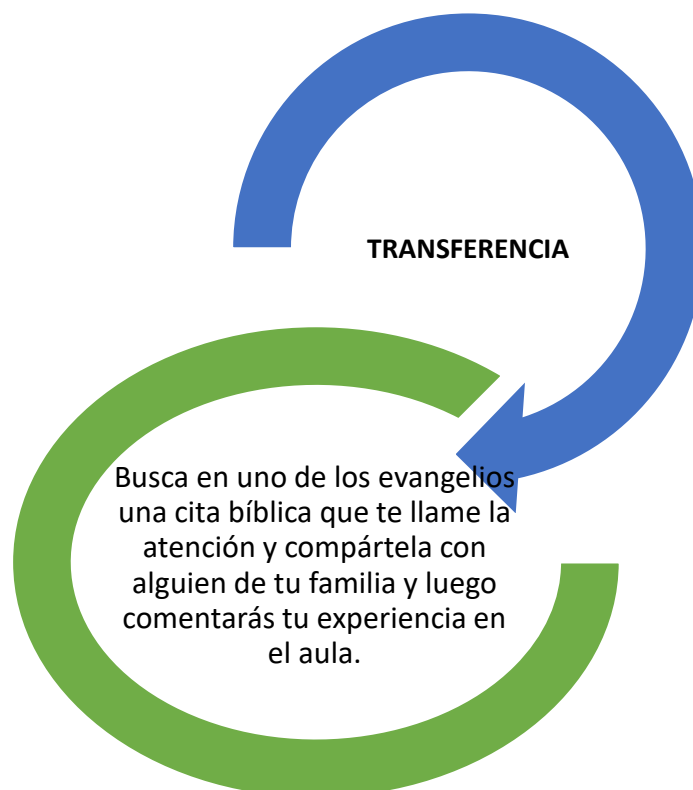 TRANSFERENCIA
Busca en uno de los evangelios
una cita bíblica que te llame la
atención y compártela con
alguien de tu familia y luego
comentarás tu experiencia en
el aula.